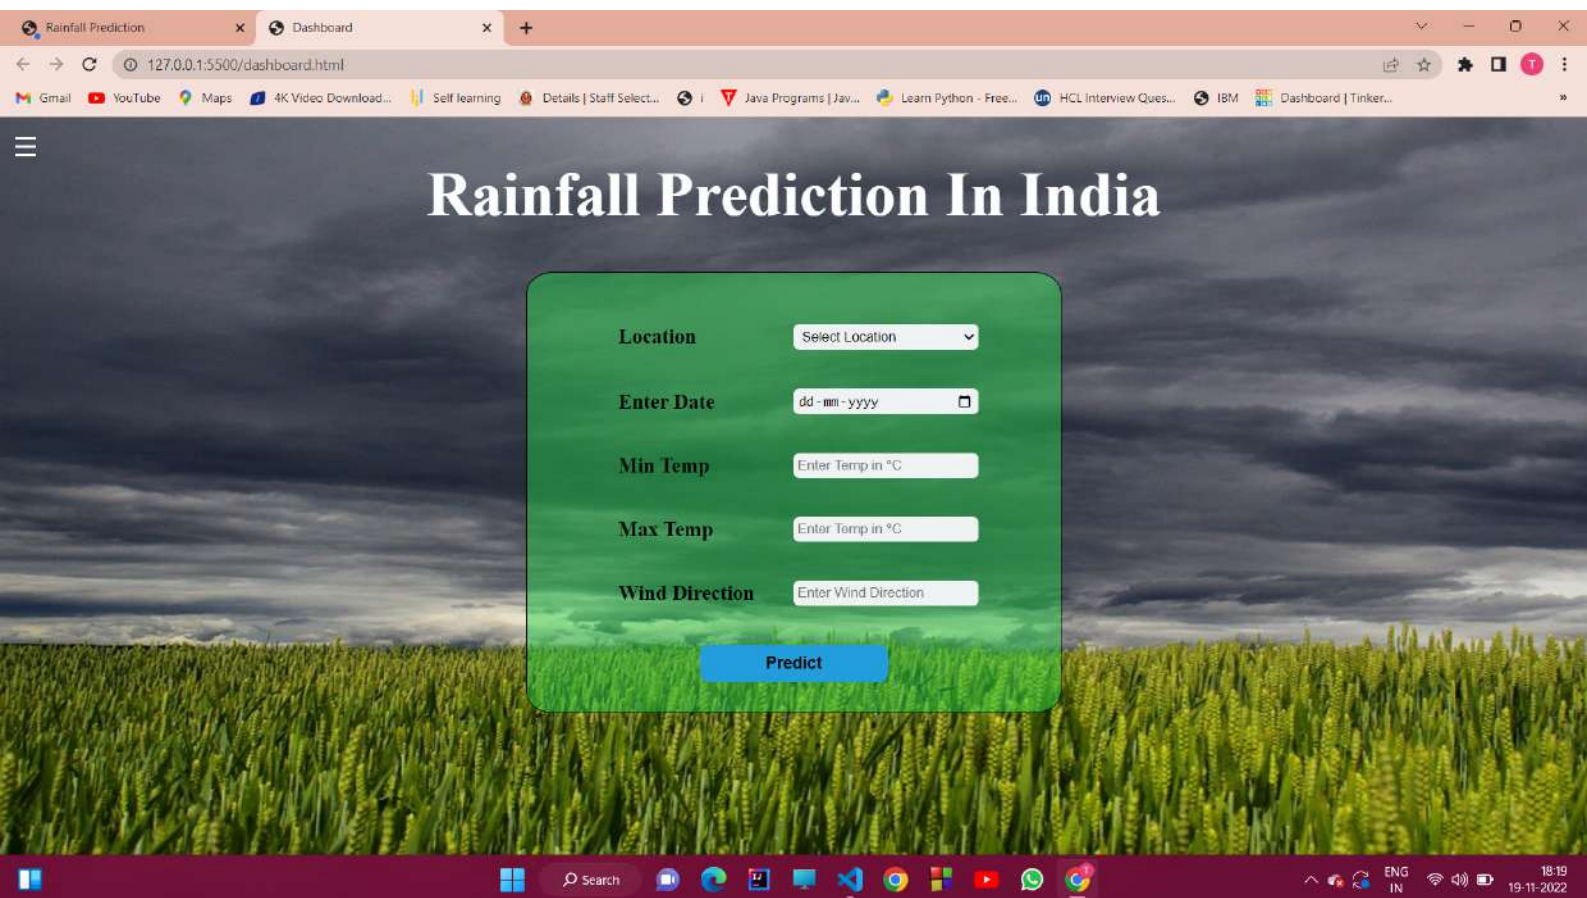 Rainfall Prediction
Dashboard
127.0.0.1:5500/dashboard.html
T
Gmail YouTube Maps 4K Video Download... Self learning Details | Staff Select... i Java Programs | Jav... Learn Python - Free... HCL Interview Ques... IBM Dashboard | Tinker... »
Rainfall Prediction In India
Location Select Location
Enter Date dd-mm-yyyy
Min Temp Enter Temp in °C
Max Temp Enter Temp in °C
Wind Direction Enter Wind Direction
Predict
Search
ENG
IN
18:19
19-11-2022